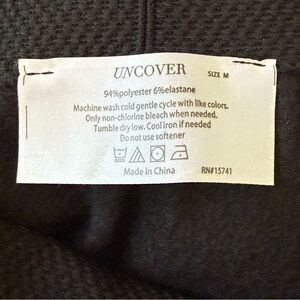 UNCOVER SIZE M
94%polyester 6%elastane
Machine wash cold gentle cycle with like colors.
Only non-chlorine bleach when needed.
Tumble dry low. Cool iron if needed
Do not use softener
Made in China RN#15741